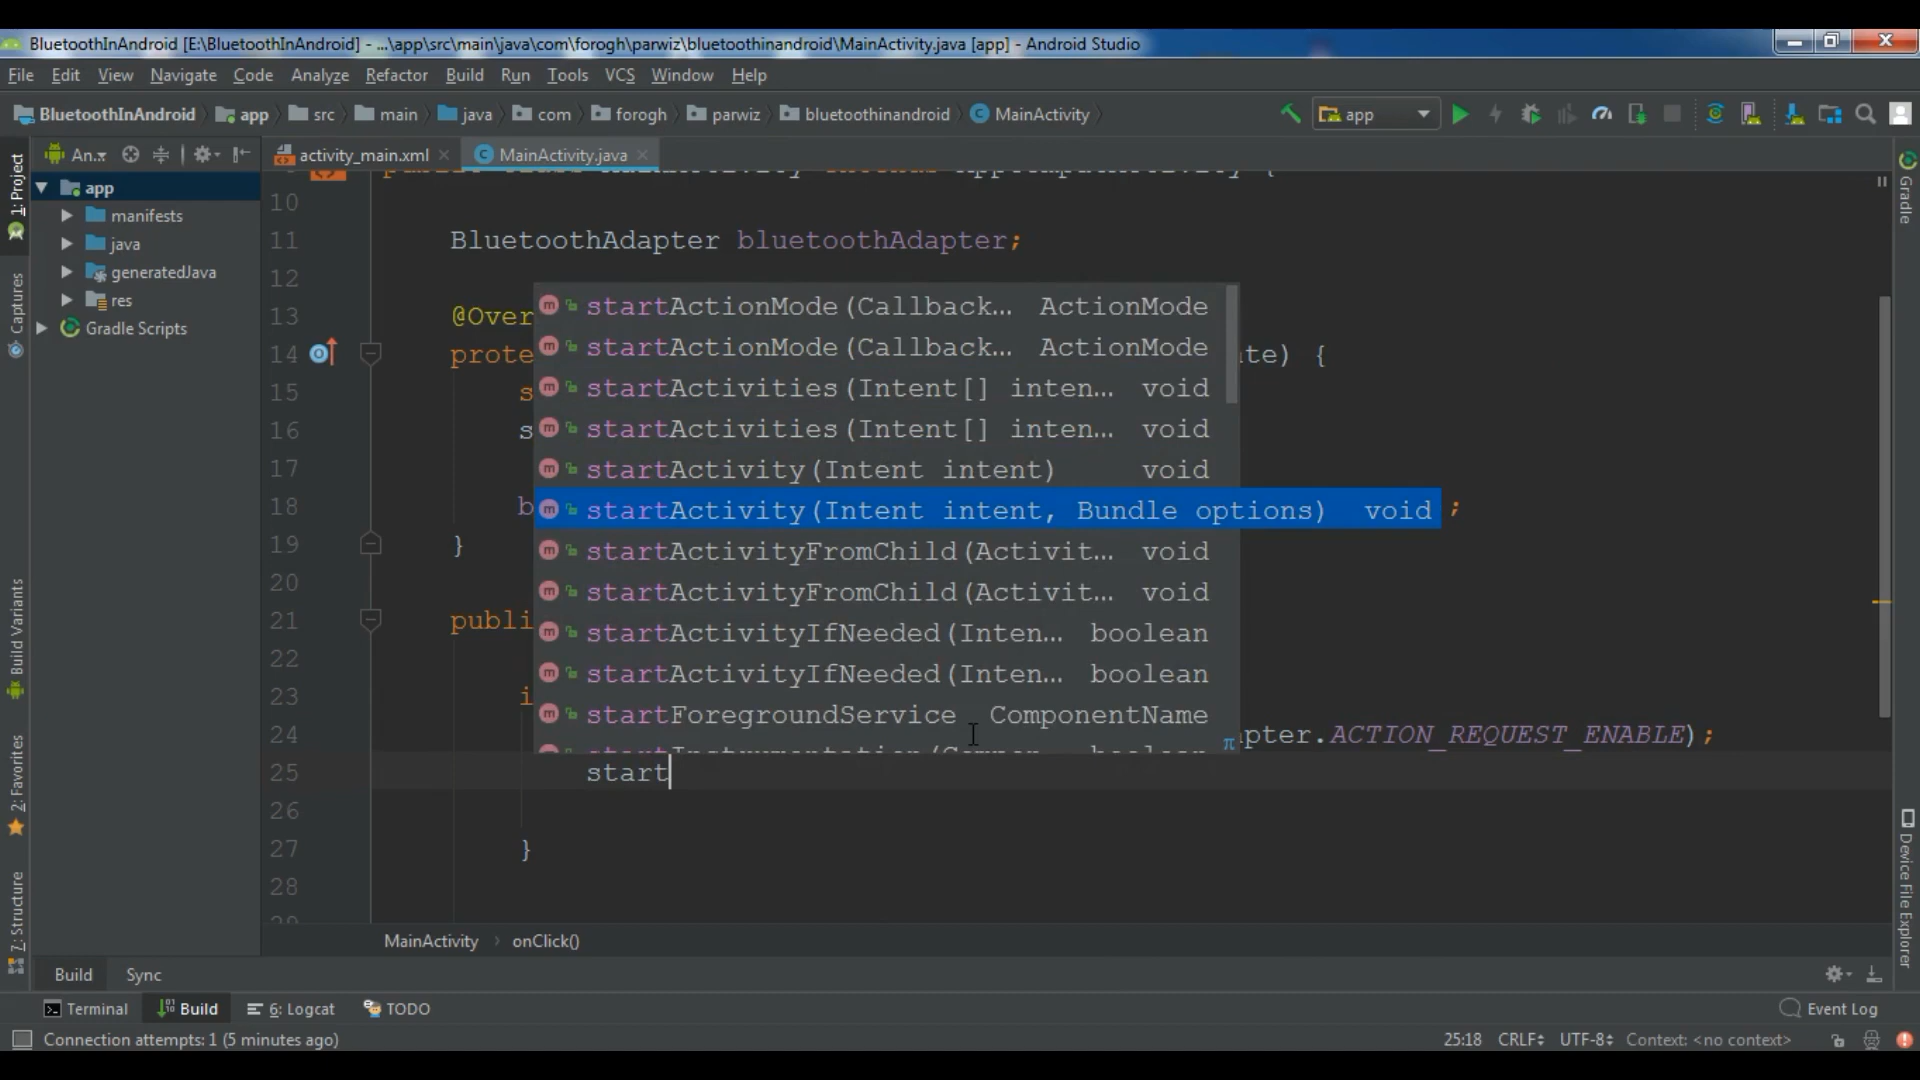 BluetoothInAndroid [E:\BluetoothInAndroid] - ...\app\src\main\java\com\forogh\parwiz\bluetoothinandroid\MainActivity.java [app] - Android Studio
File Edit View Navigate Code Analyze Refactor Build Run Tools VCS Window Help
BluetoothInAndroid app src main java com forogh parwiz bluetoothinandroid MainActivity app
An.. activity_main.xml MainActivity.java
1: Project
Captures
Build Variants
2: Favorites
7: Structure
app
manifests
java
generatedJava
res
Gradle Scripts
10
11 BluetoothAdapter bluetoothAdapter;
12
13 @Over
14 prote ate) {
15 s
16 s
17
18 b ;
19 }
20
21 publi
22
23 i
24 pter.ACTION_REQUEST_ENABLE);
25 start
26
27 }
28
29
startActionMode(Callback... ActionMode
startActionMode(Callback... ActionMode
startActivities(Intent[] inten... void
startActivities(Intent[] inten... void
startActivity(Intent intent) void
startActivity(Intent intent, Bundle options) void
startActivityFromChild(Activit... void
startActivityFromChild(Activit... void
startActivityIfNeeded(Inten... boolean
startActivityIfNeeded(Inten... boolean
startForegroundService ComponentName
π
Gradle
Device File Explorer
MainActivity onClick()
Build Sync
Terminal Build 6: Logcat TODO Event Log
Connection attempts: 1 (5 minutes ago) 25:18 CRLF UTF-8 Context: <no context>